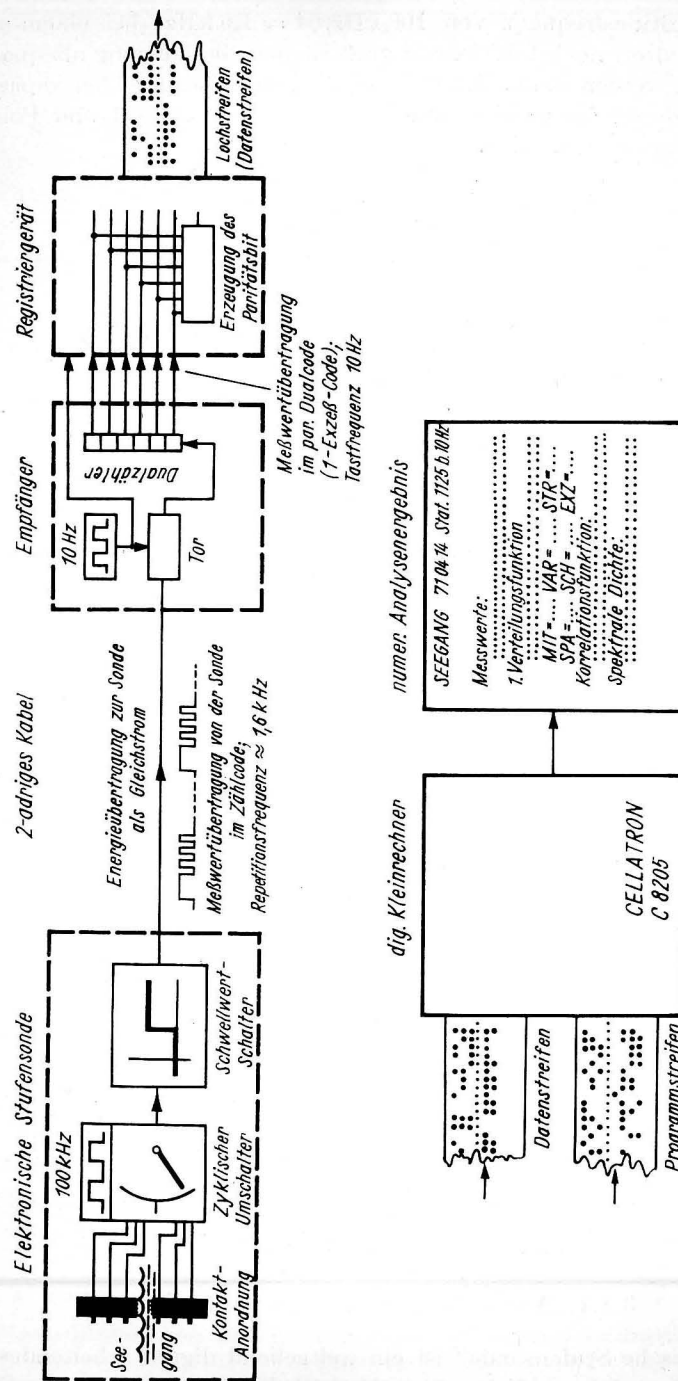 Elektronische Stufensonde
2-adriges Kabel
Empfänger
Registriergerät
100 kHz
See-
gang
Kontakt-
Anordnung
Zyklischer
Umschalter
Schwellwert-
Schalter
Energieübertragung zur Sonde
als Gleichstrom
Meßwertübertragung von der Sonde
im Zählcode;
Repetitionsfrequenz ≈ 1,6 kHz
10 Hz
Tor
Dualzähler
Meßwertübertragung
im par. Dualcode
(1-Exzeß-Code);
Tastfrequenz 10 Hz
Erzeugung des
Paritätsbit
Lochstreifen
(Datenstreifen)
dig. Kleinrechner
numer. Analysenergebnis
Datenstreifen
Programmstreifen
CELLATRON
C 8205
SEEGANG 71 04 14 Stat. 1125 b.10Hz
Messwerte:
1. Verteilungsfunktion
MIT=.... VAR=.... STR=....
SPA=... SCH=.... EXZ=....
Korrelationsfunktion:
Spektrale Dichte: